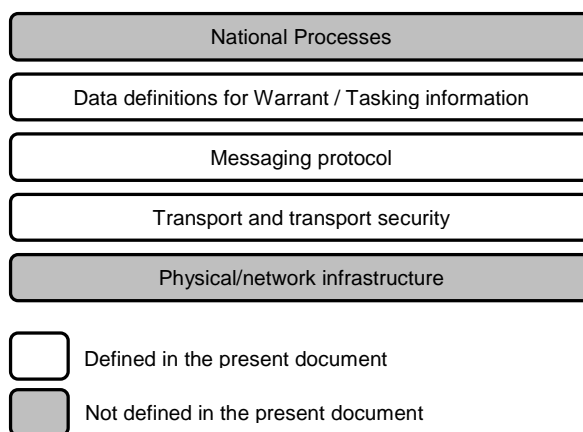 National Processes
Data definitions for Warrant / Tasking information
Messaging protocol
Transport and transport security
Physical/network infrastructure
Defined in the present document
Not defined in the present document